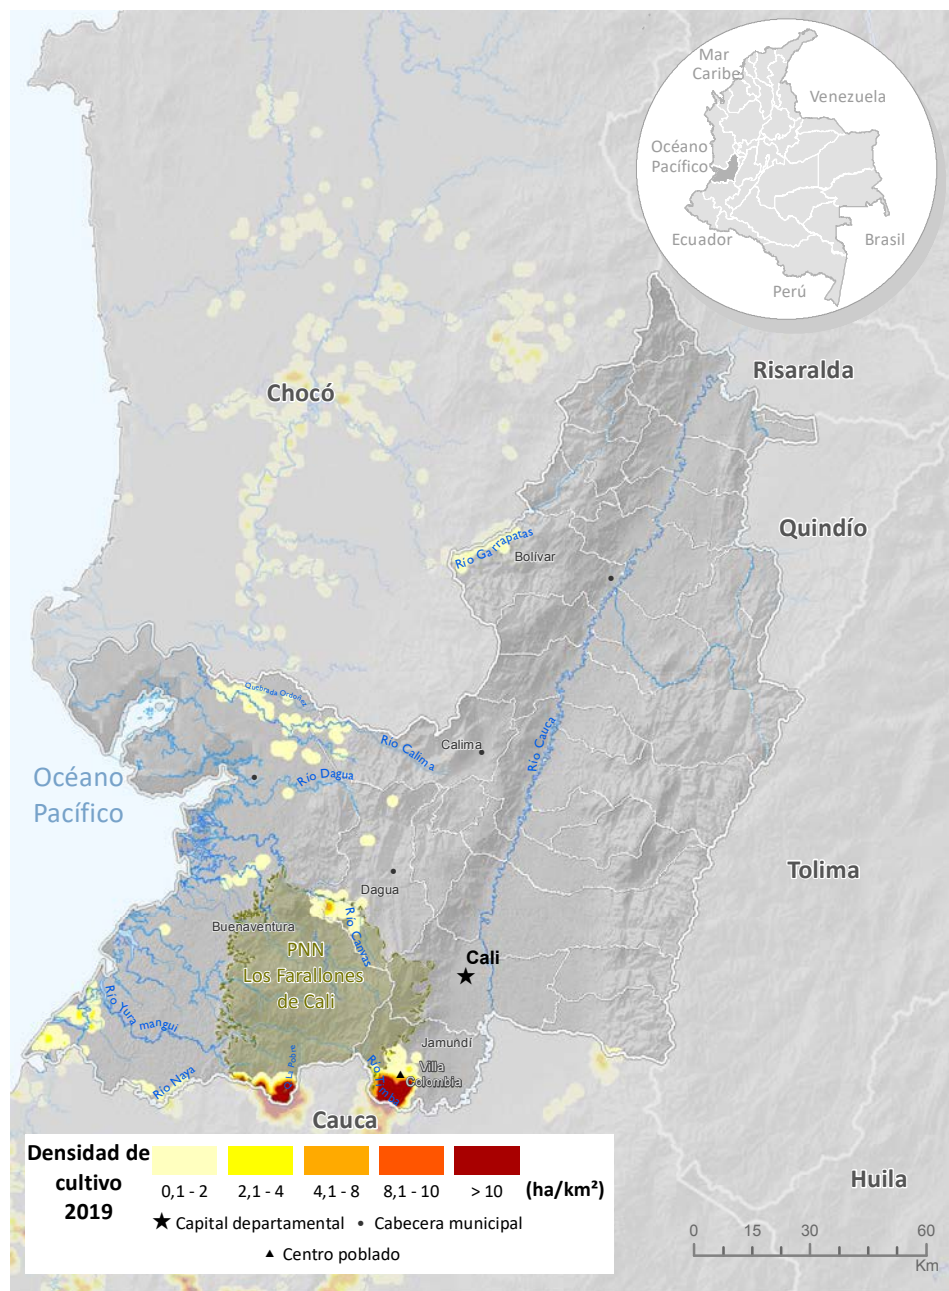 Mar
Caribe
Venezuela
Océano
Pacífico
Ecuador
Brasil
Perú
Risaralda
Chocó
Quindío
Río Garrapatas
Bolívar
Quebrada Ordoñez
Río Calima
Calima
Río Cauca
Océano
Pacífico
Río Dagua
Tolima
Dagua
Buenaventura
Río Canvas
PNN
Los Farallones
de Cali
Cali
Río Yuramanguí
Jamundí
Villa
Colombia
Pobre
Río
Río Naya
Cauca
Huila
Densidad de
cultivo
2019
0,1 - 2
2,1 - 4
4,1 - 8
8,1 - 10
> 10
(ha/km²)
Capital departamental
Cabecera municipal
Centro poblado
0 15 30 60
Km